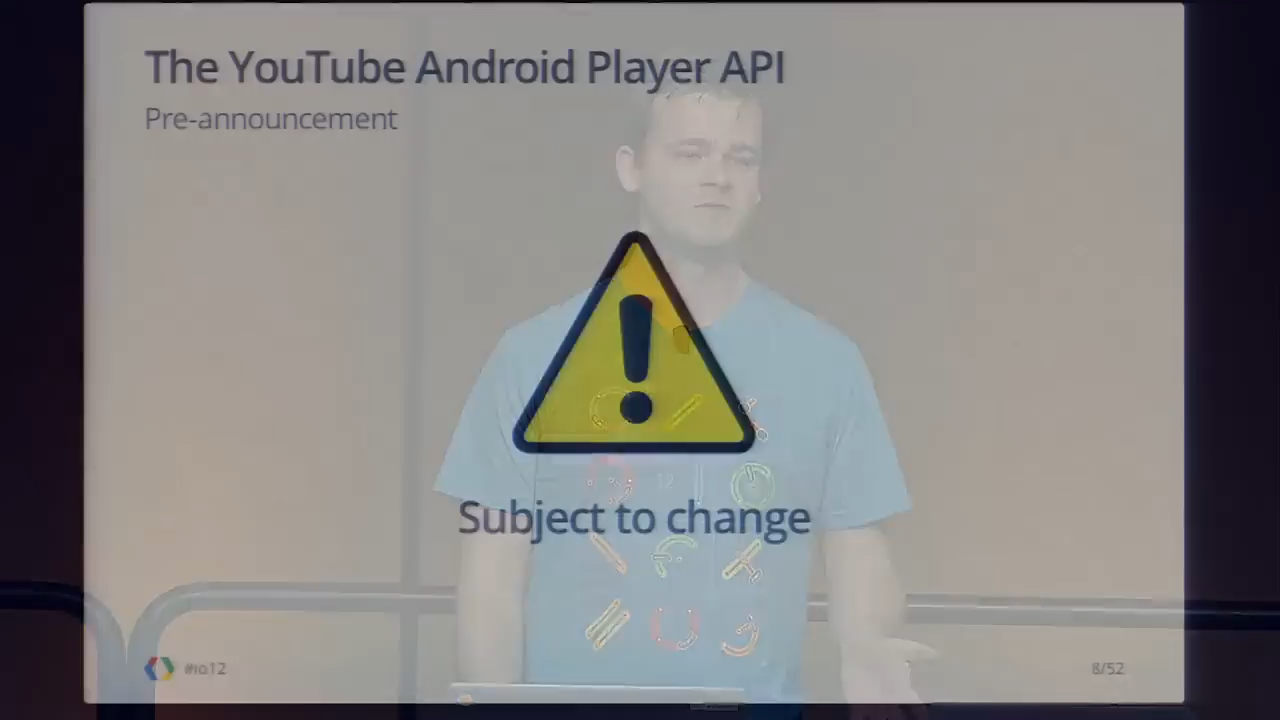 The YouTube Android Player API
Pre-announcement
Subject to change
#io12
8/52